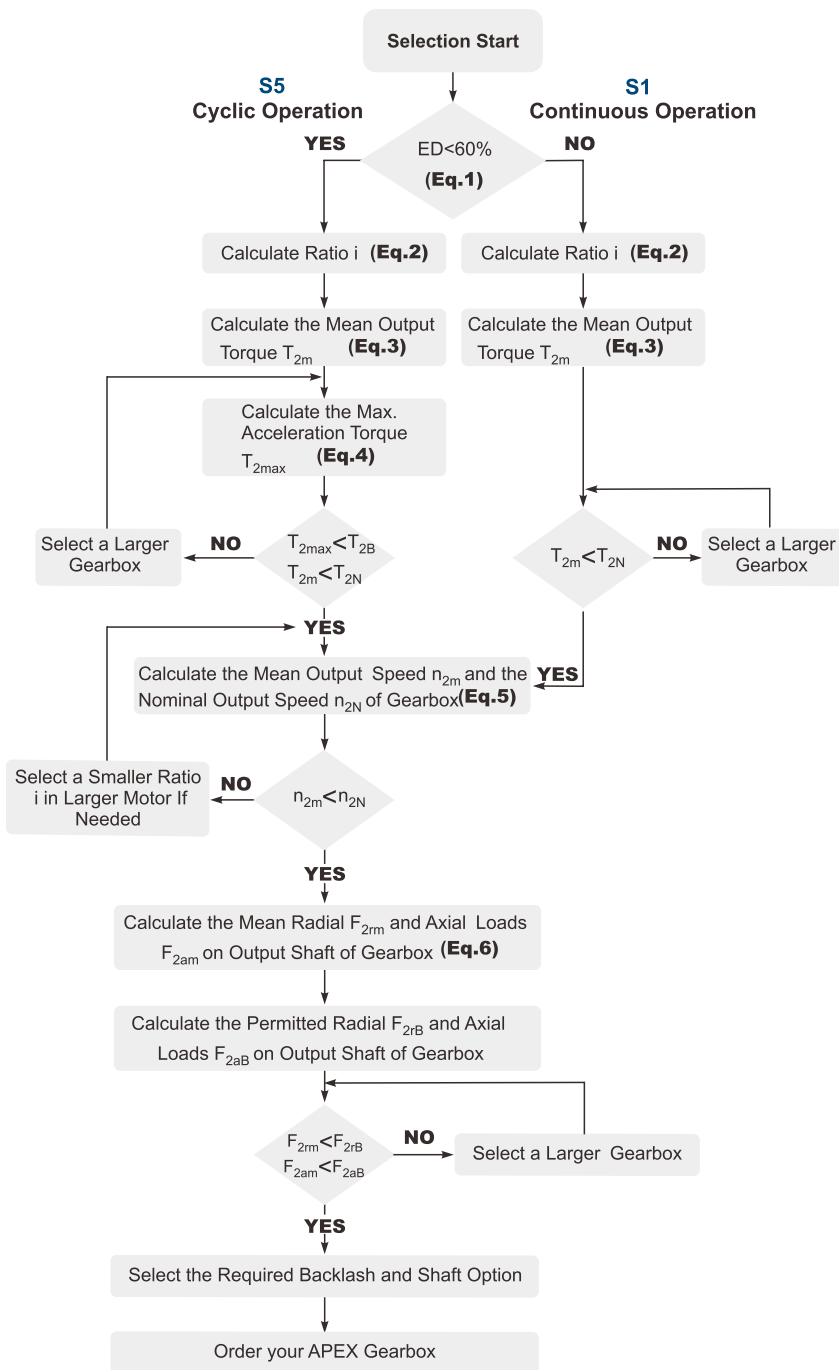 Selection Start
S5
Cyclic Operation
S1
Continuous Operation
YES
ED<60%
(Eq.1)
NO
Calculate Ratio i (Eq.2)
Calculate Ratio i (Eq.2)
Calculate the Mean Output
Torque T2m (Eq.3)
Calculate the Mean Output
Torque T2m (Eq.3)
Calculate the Max.
Acceleration Torque
T2max (Eq.4)
Select a Larger
Gearbox
NO
T2max<T2B
T2m<T2N
T2m<T2N
NO
Select a Larger
Gearbox
YES
Calculate the Mean Output Speed n2m and the
Nominal Output Speed n2N of Gearbox(Eq.5)
YES
Select a Smaller Ratio
i in Larger Motor If
Needed
NO
n2m<n2N
YES
Calculate the Mean Radial F2rm and Axial Loads
F2am on Output Shaft of Gearbox (Eq.6)
Calculate the Permitted Radial F2rB and Axial
Loads F2aB on Output Shaft of Gearbox
F2rm<F2rB
F2am<F2aB
NO
Select a Larger Gearbox
YES
Select the Required Backlash and Shaft Option
Order your APEX Gearbox